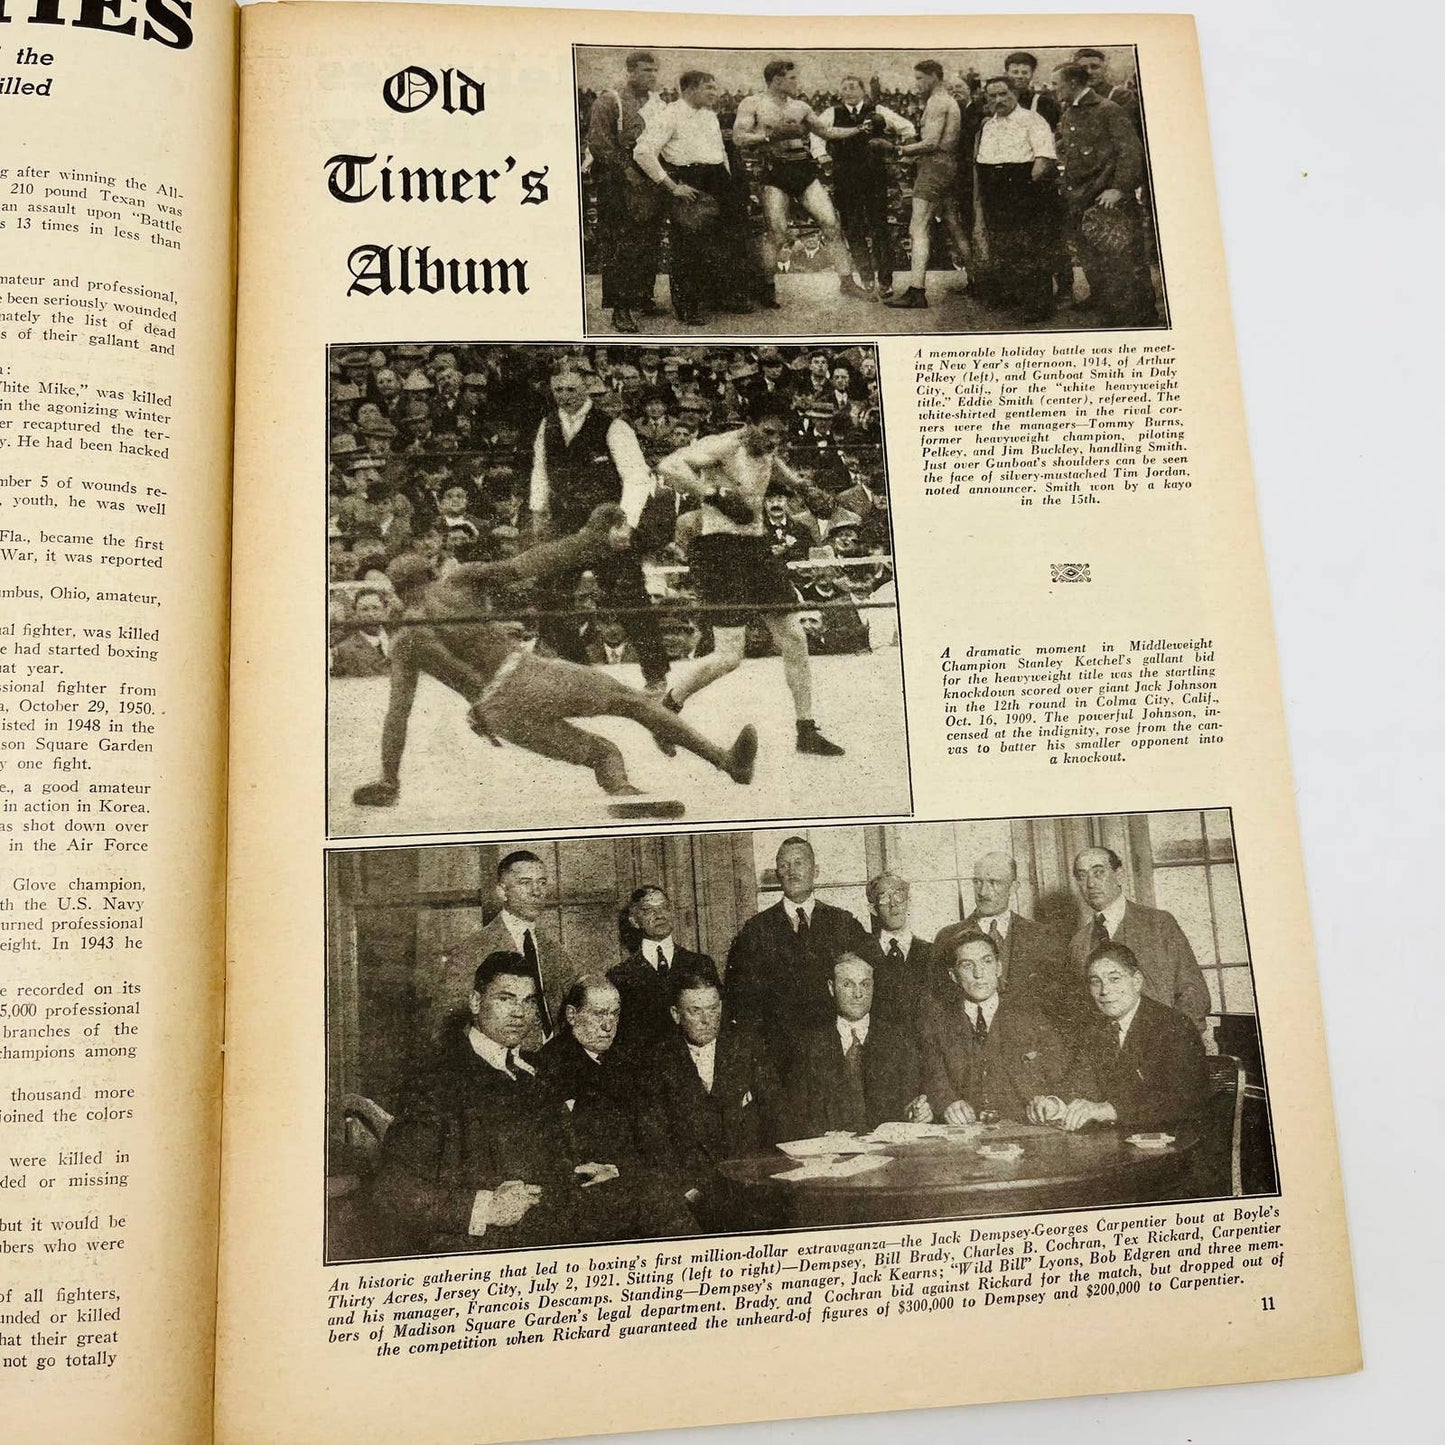 TIES
the
illed
g after winning the All-
210 pound Texan was
an assault upon "Battle
s 13 times in less than
mateur and professional,
e been seriously wounded
nately the list of dead
s of their gallant and
:
hite Mike," was killed
in the agonizing winter
er recaptured the ter-
y. He had been hacked
mber 5 of wounds re-
, youth, he was well
Fla., became the first
War, it was reported
umbus, Ohio, amateur,
nal fighter, was killed
e had started boxing
hat year.
ssional fighter from
a, October 29, 1950.
listed in 1948 in the
son Square Garden
y one fight.
e., a good amateur
in action in Korea.
as shot down over
in the Air Force
Glove champion,
th the U.S. Navy
urned professional
eight. In 1943 he
e recorded on its
5,000 professional
branches of the
champions among
thousand more
joined the colors
were killed in
ded or missing
but it would be
bers who were
of all fighters,
unded or killed
hat their great
not go totally
Old
Timer's
Album
A memorable holiday battle was the meet-
ing New Year's afternoon, 1914, of Arthur
Pelkey (left), and Gunboat Smith in Daly
City, Calif., for the "white heavyweight
title." Eddie Smith (center), refereed. The
white-shirted gentlemen in the rival cor-
ners were the managers—Tommy Burns,
former heavyweight champion, piloting
Pelkey, and Jim Buckley, handling Smith.
Just over Gunboat's shoulders can be seen
the face of silvery-mustached Tim Jordan,
noted announcer. Smith won by a kayo
in the 15th.
A dramatic moment in Middleweight
Champion Stanley Ketchel's gallant bid
for the heavyweight title was the startling
knockdown scored over giant Jack Johnson
in the 12th round in Colma City, Calif.,
Oct. 16, 1909. The powerful Johnson, in-
censed at the indignity, rose from the can-
vas to batter his smaller opponent into
a knockout.
An historic gathering that led to boxing's first million-dollar extravaganza—the Jack Dempsey-Georges Carpentier bout at Boyle's
Thirty Acres, Jersey City, July 2, 1921. Sitting (left to right)—Dempsey, Bill Brady, Charles B. Cochran, Tex Rickard, Carpentier
and his manager, Francois Descamps. Standing—Dempsey's manager, Jack Kearns; "Wild Bill" Lyons, Bob Edgren and three mem-
bers of Madison Square Garden's legal department. Brady and Cochran bid against Rickard for the match, but dropped out of
the competition when Rickard guaranteed the unheard-of figures of $300,000 to Dempsey and $200,000 to Carpentier.
11